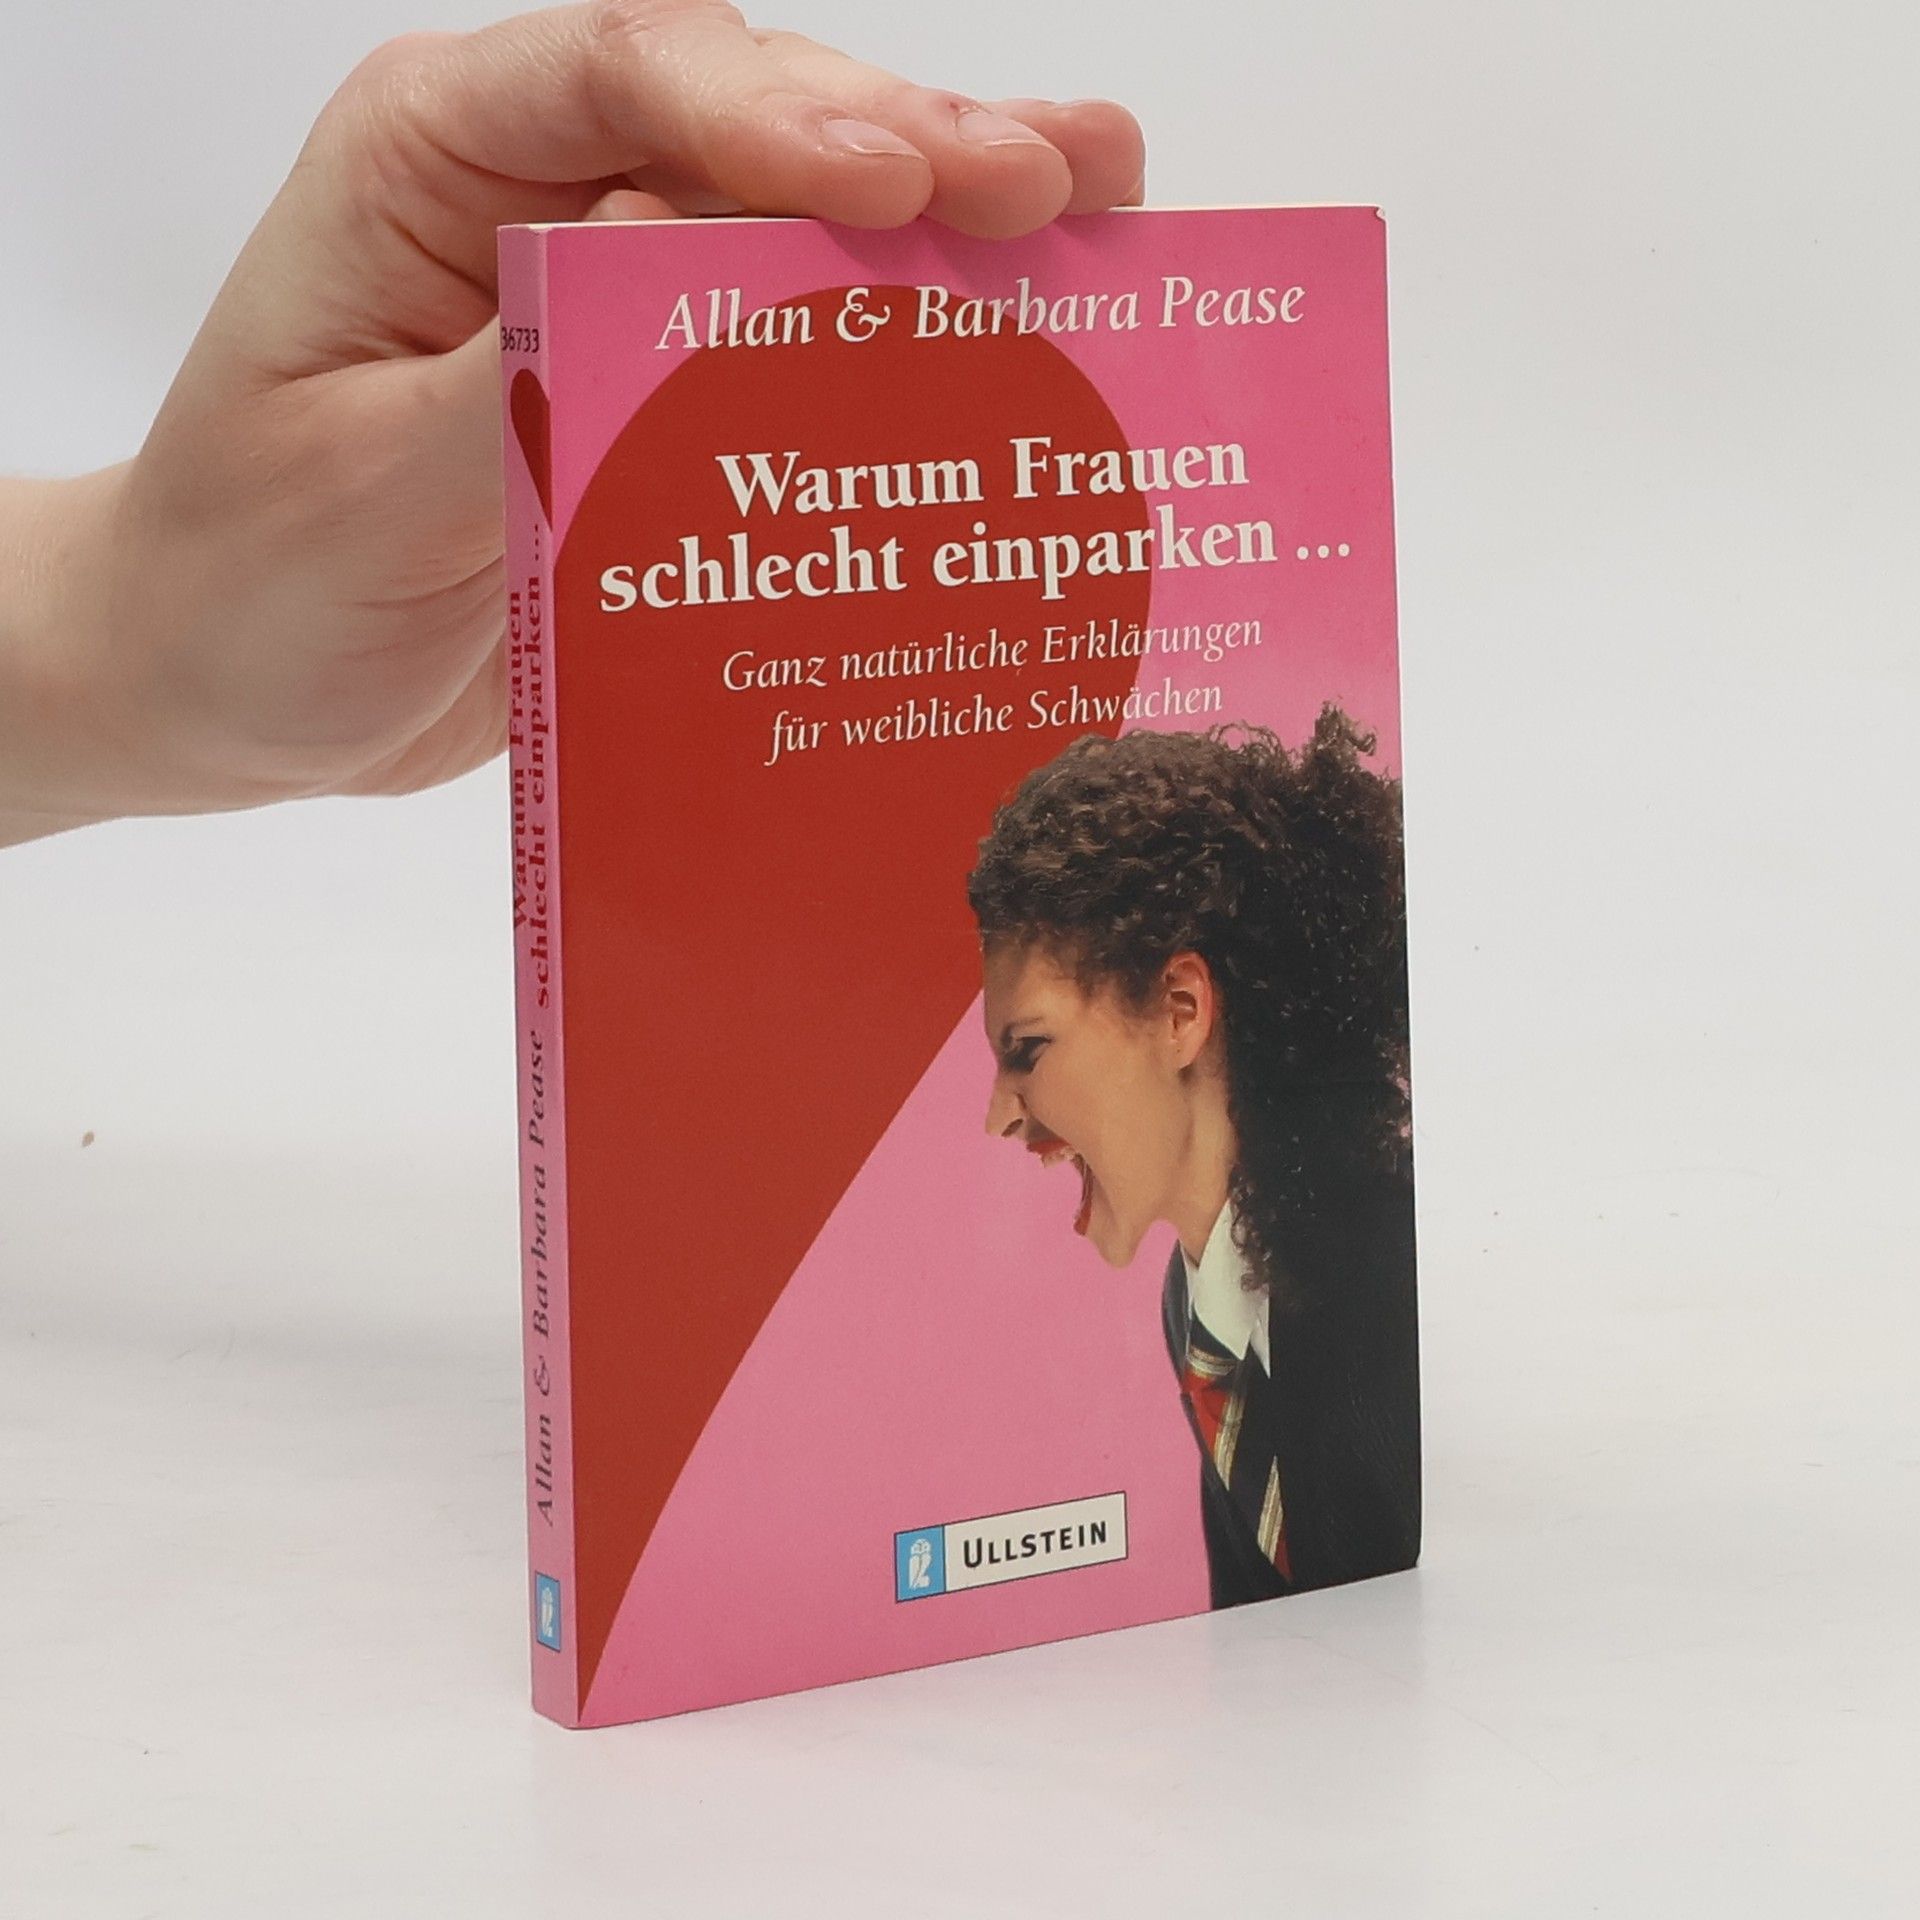 Allan & Barbara Pease
Warum Frauen
schlecht einparken ...
Ganz natürliche Erklärungen
für weibliche Schwächen
ULLSTEIN
36733
Allan & Barbara Pease
Warum Frauen
schlecht einparken ...